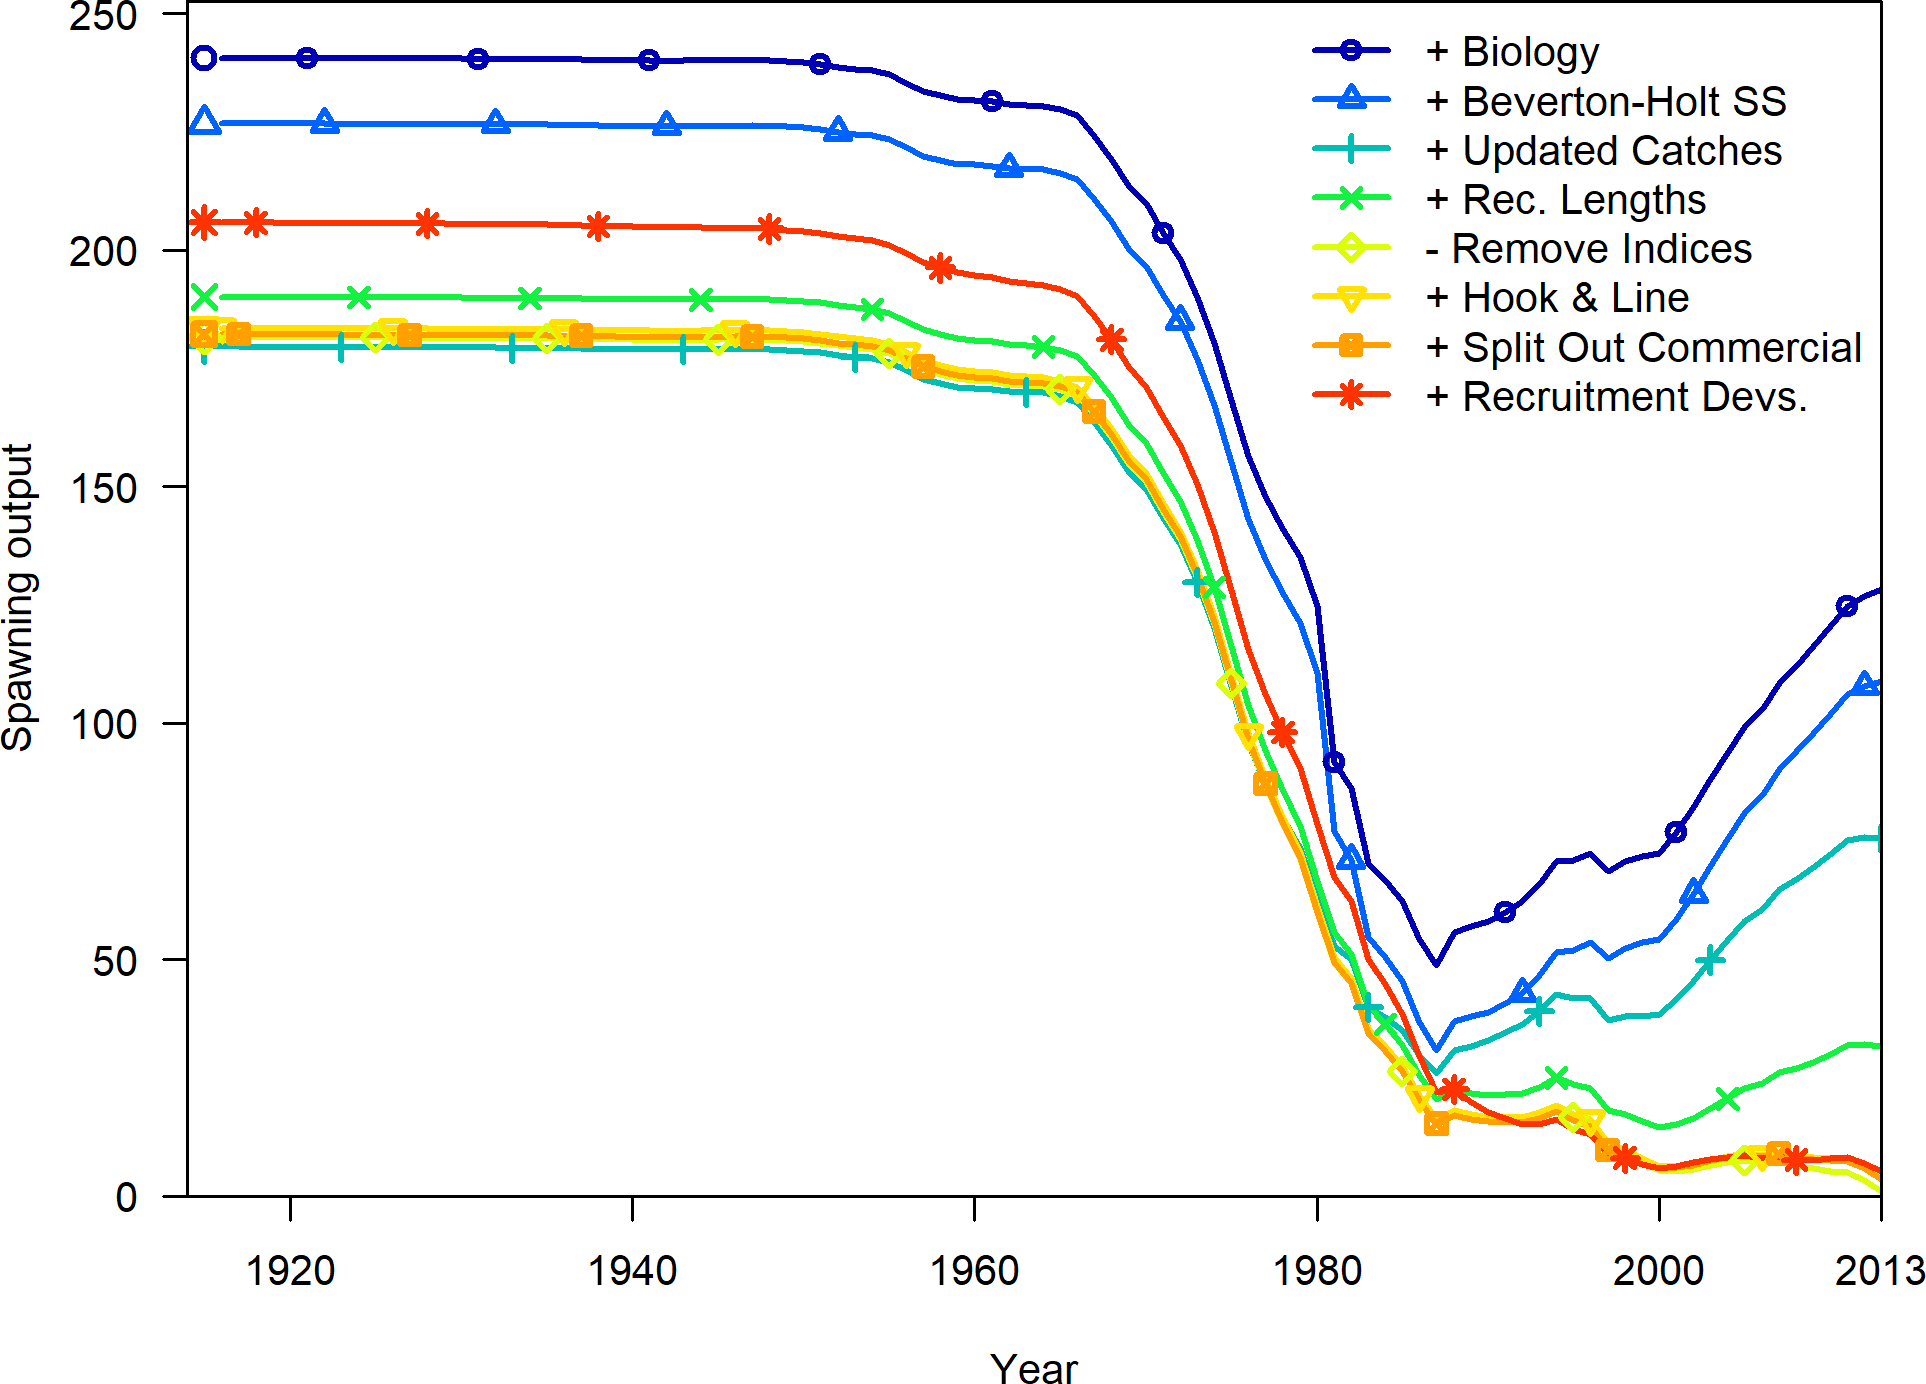 250
200
150
100
50
0
Spawning output
+ Biology
+ Beverton-Holt SS
+ Updated Catches
+ Rec. Lengths
- Remove Indices
+ Hook & Line
+ Split Out Commercial
+ Recruitment Devs.
1920 1940 1960 1980 2000 2013
Year